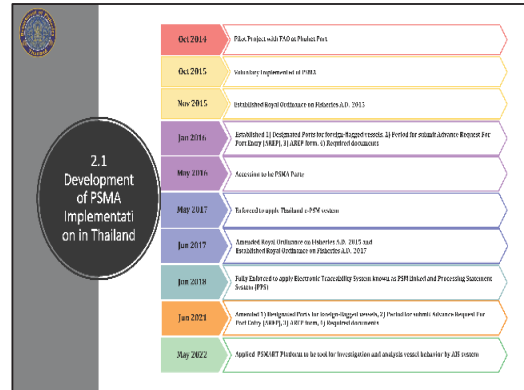 2.1
Development
of PSMA
Implementati
on in Thailand
Oct 2014
Pilot Project with FAO at Phuket Port
Oct 2015
Voluntary Implemented of PSMA
Nov 2015
Established Royal Ordinance on Fisheries A.D. 2015
Jan 2016
Established 1) Designated Ports for foreign-flagged vessels, 2) Period for submit Advance Request For
Port Entry (AREP), 3) AREP form, 4) Required documents
May 2016
Accession to be PSMA Party
May 2017
Enforced to apply Thailand e-PSM system
Jun 2017
Amended Royal Ordinance on Fisheries A.D. 2015 and
Established Royal Ordinance on Fisheries A.D. 2017
Jun 2018
Fully Enforced to apply Electronic Traceability System known as PSM Linked and Processing Statement
System (PPS)
Jun 2021
Amended 1) Designated Ports for foreign-flagged vessels, 2) Period for submit Advance Request For
Port Entry (AREP), 3) AREP form, 4) Required documents
May 2022
Applied PSMART Platform to be tool for Investigation and analysis vessel behavior by AIS system